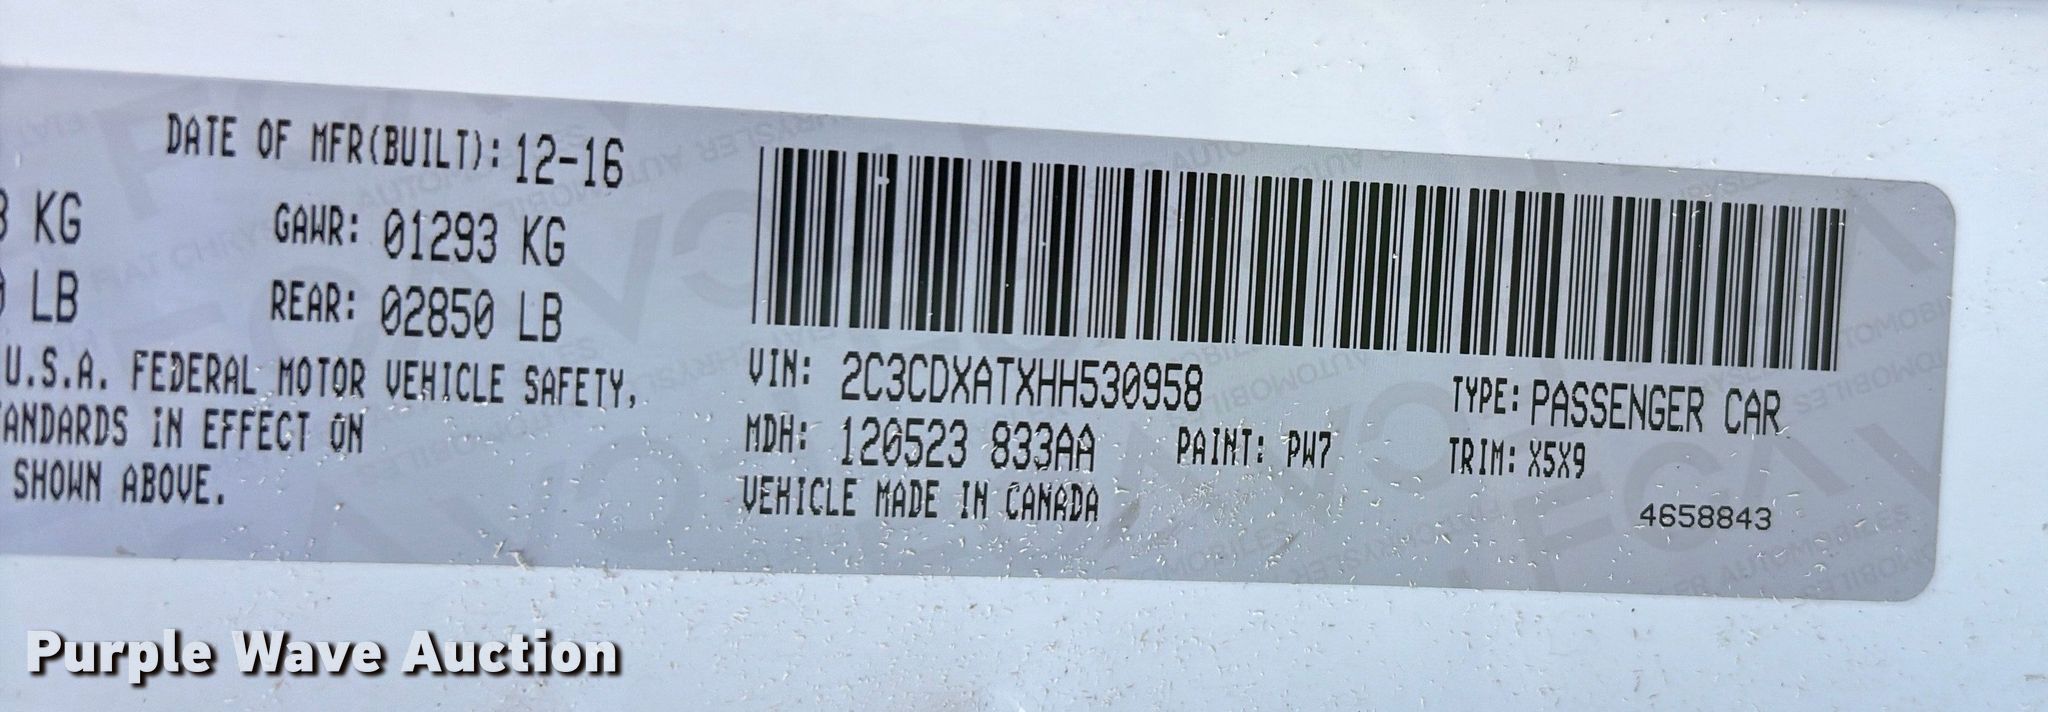 DATE OF MFR(BUILT): 12-16
KG GAWR: 01293 KG
LB REAR: 02850 LB
U.S.A. FEDERAL MOTOR VEHICLE SAFETY,
ANDARDS IN EFFECT ON
SHOWN ABOVE.
VIN: 2C3CDXATXHH530958
TYPE: PASSENGER CAR
MDH: 120523 833AA PAINT: PW7
TRIM: X5X9
VEHICLE MADE IN CANADA
4658843
Purple Wave Auction